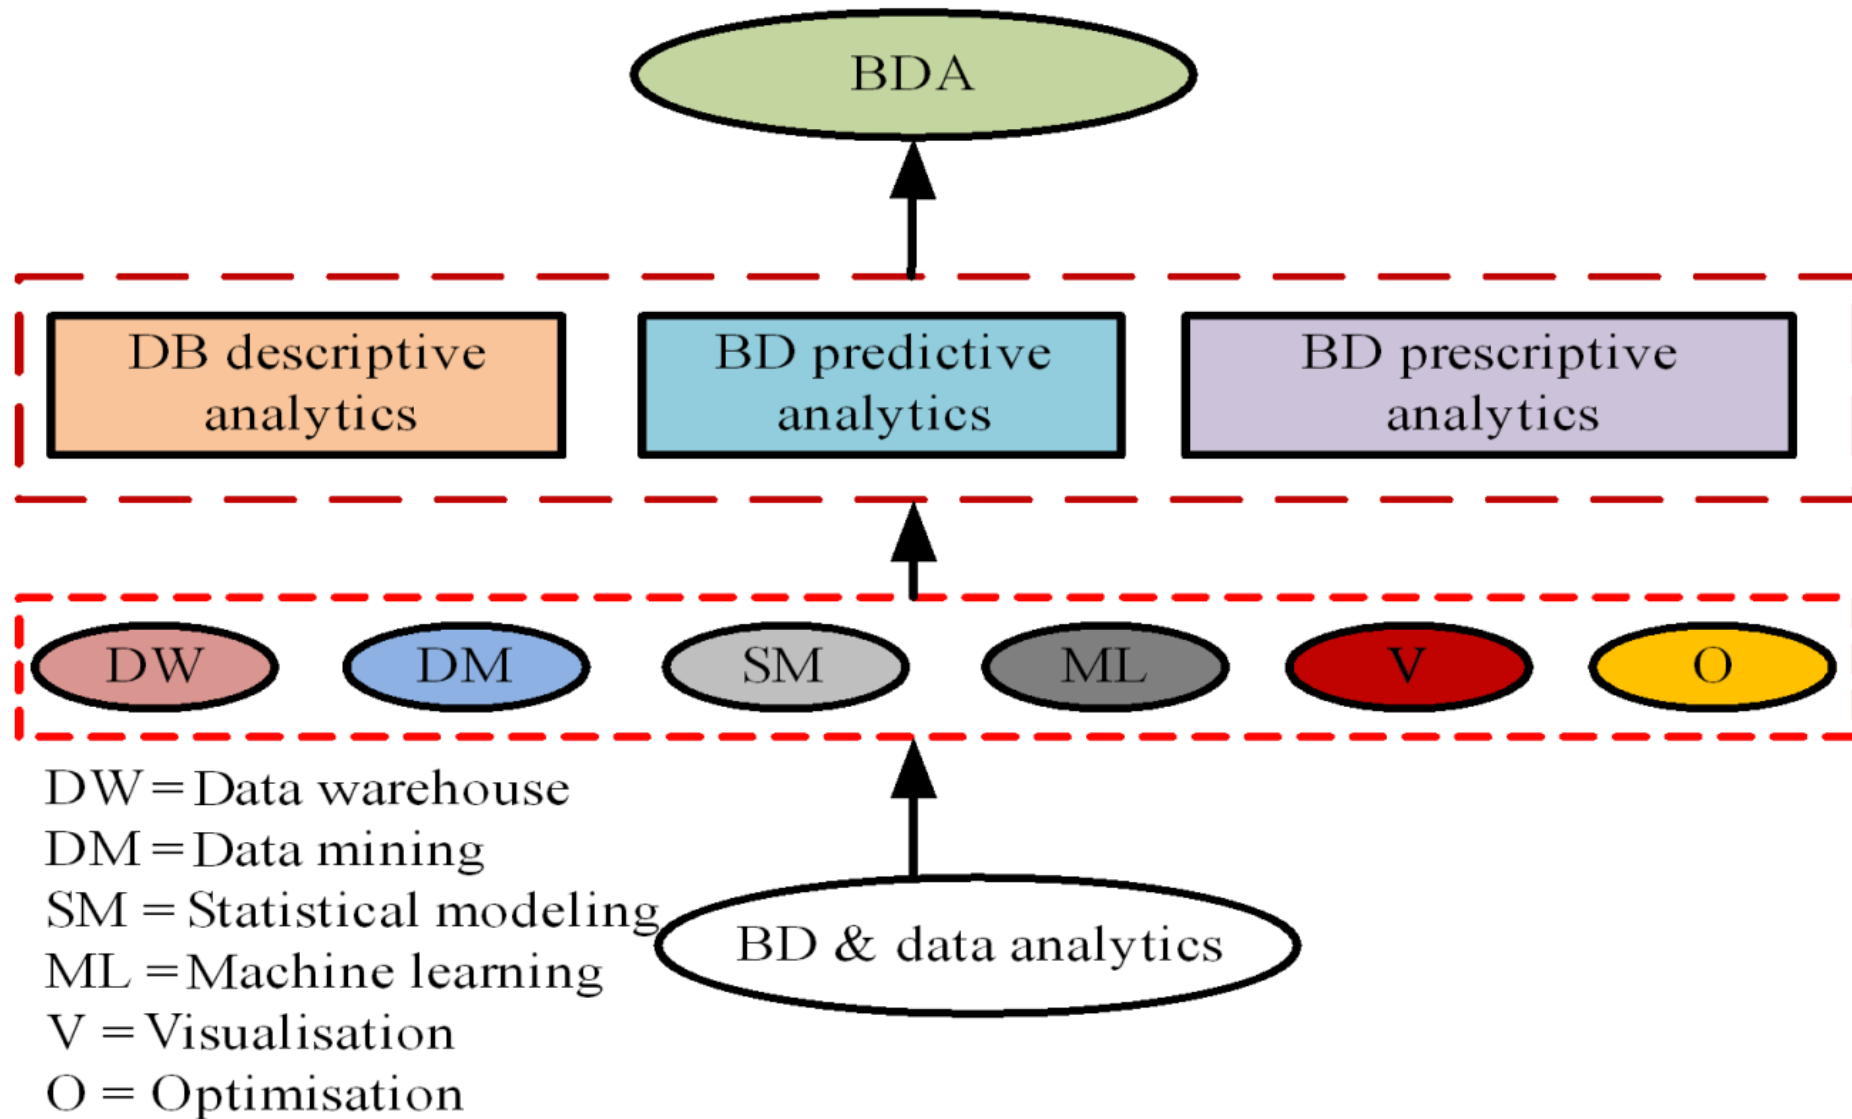 BDA
DB descriptive
analytics
BD predictive
analytics
BD prescriptive
analytics
DW
DM
SM
ML
V
O
DW = Data warehouse
DM = Data mining
SM = Statistical modeling
ML = Machine learning
V = Visualisation
O = Optimisation
BD & data analytics